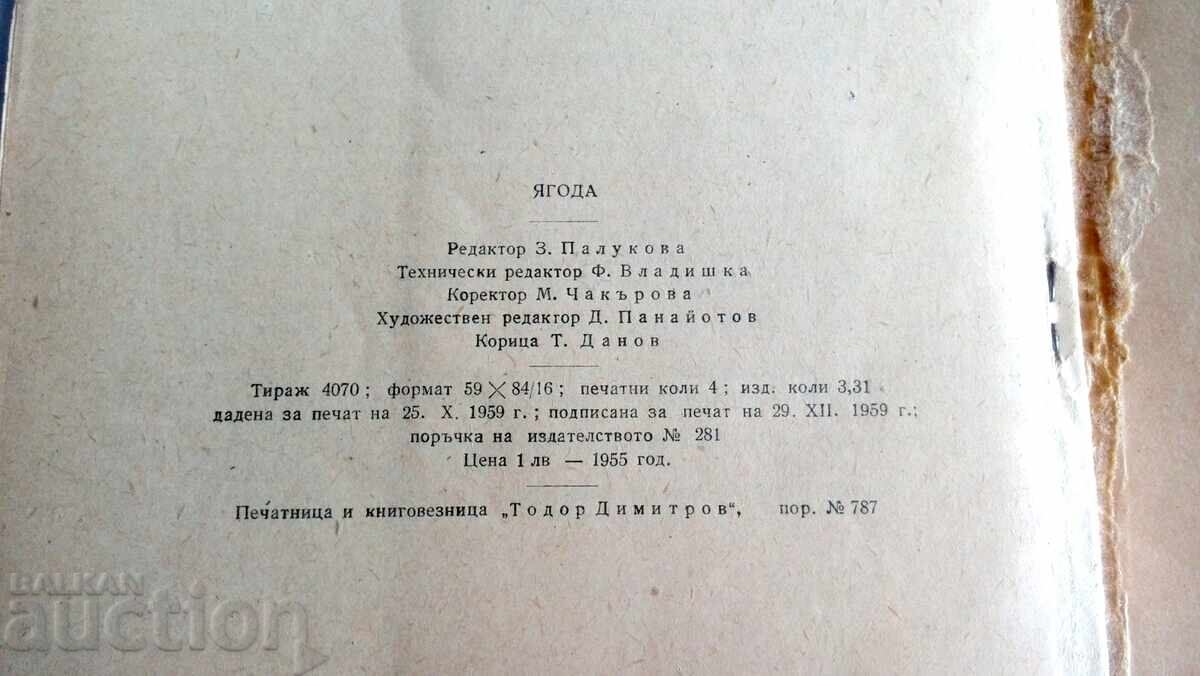 ЯГОДА
Редактор З. Палукова
Технически редактор Ф. Владишка
Коректор М. Чакърова
Художествен редактор Д. Панайотов
Корица Т. Данов
Тираж 4070; формат 59×84/16; печатни коли 4; изд. коли 3,31
дадена за печат на 25. X. 1959 г.; подписана за печат на 29. XII. 1959 г.;
поръчка на издателството № 281
Цена 1 лв — 1955 год.
Печатница и книговезница „Тодор Димитров“, пор. № 787
BALKAN
auction